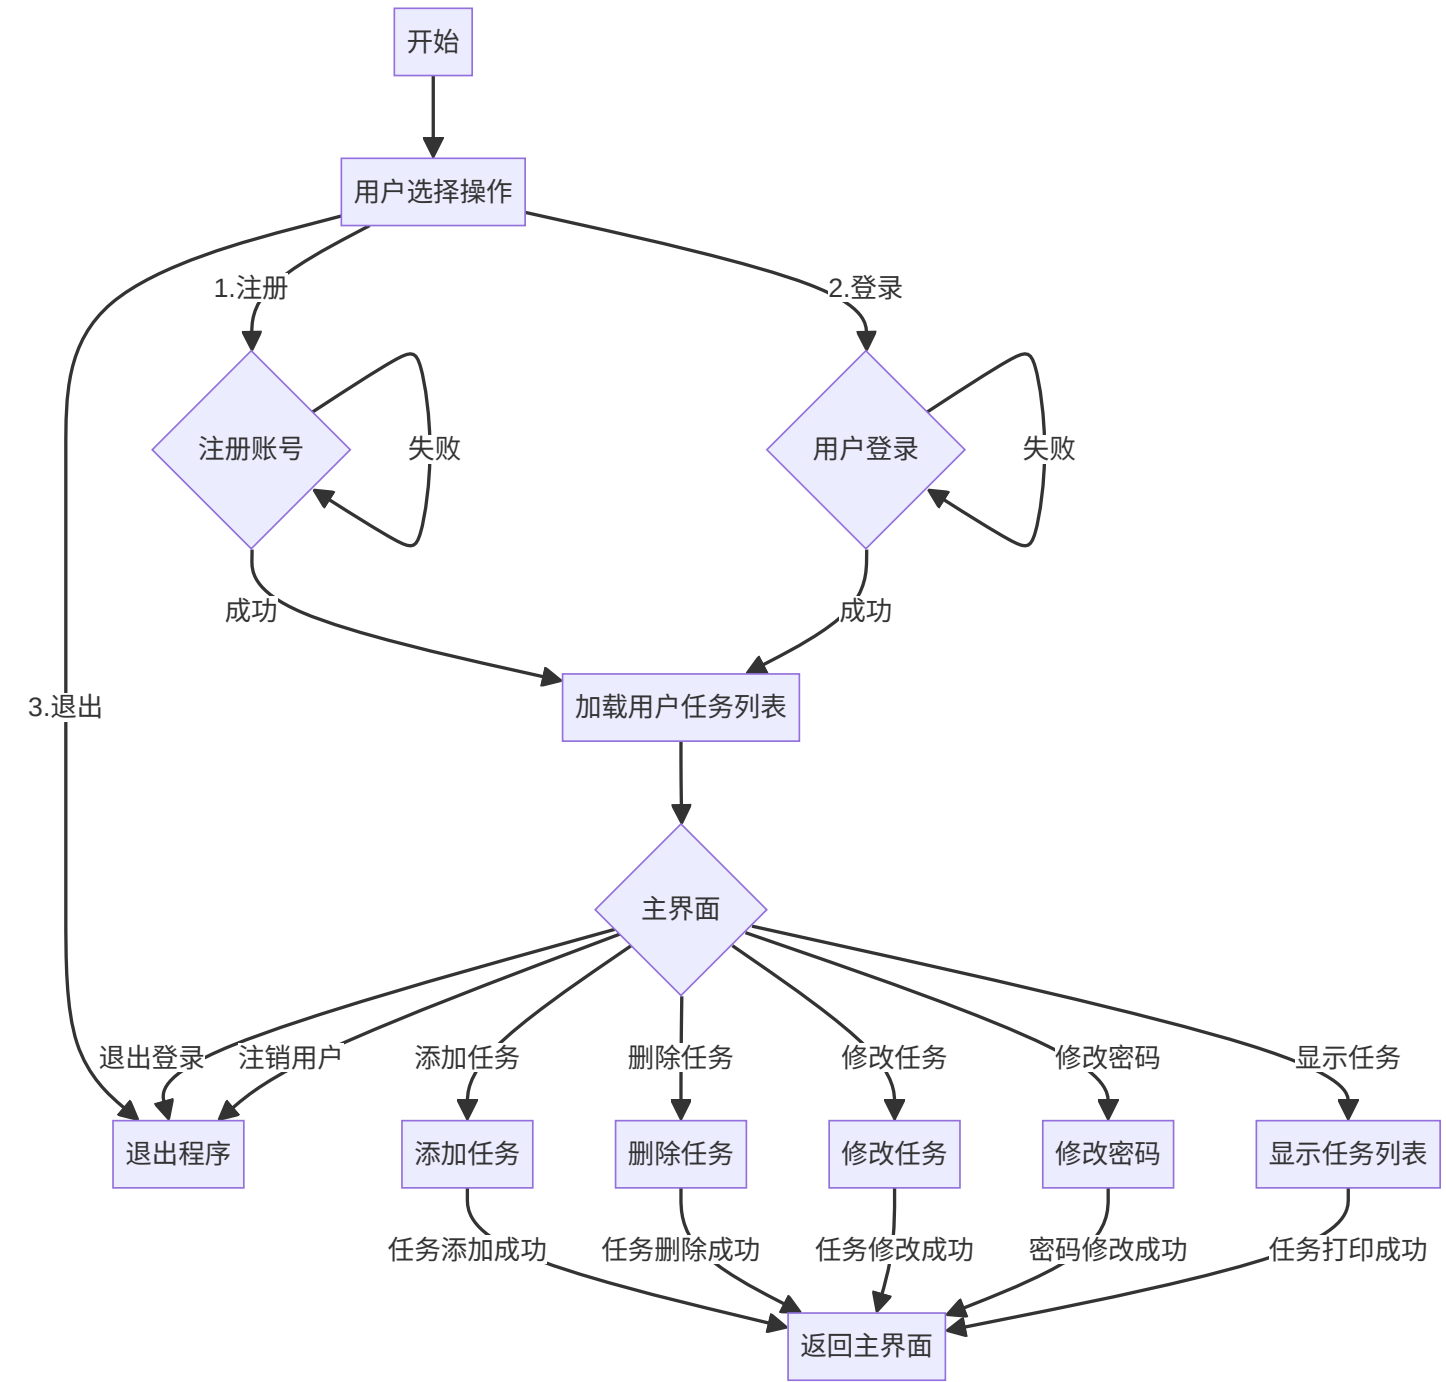 开始
用户选择操作
1.注册
2.登录
注册账号
失败
用户登录
失败
成功
成功
3.退出
加载用户任务列表
主界面
退出登录
注销用户
添加任务
删除任务
修改任务
修改密码
显示任务
退出程序
添加任务
删除任务
修改任务
修改密码
显示任务列表
任务添加成功
任务删除成功
任务修改成功
密码修改成功
任务打印成功
返回主界面